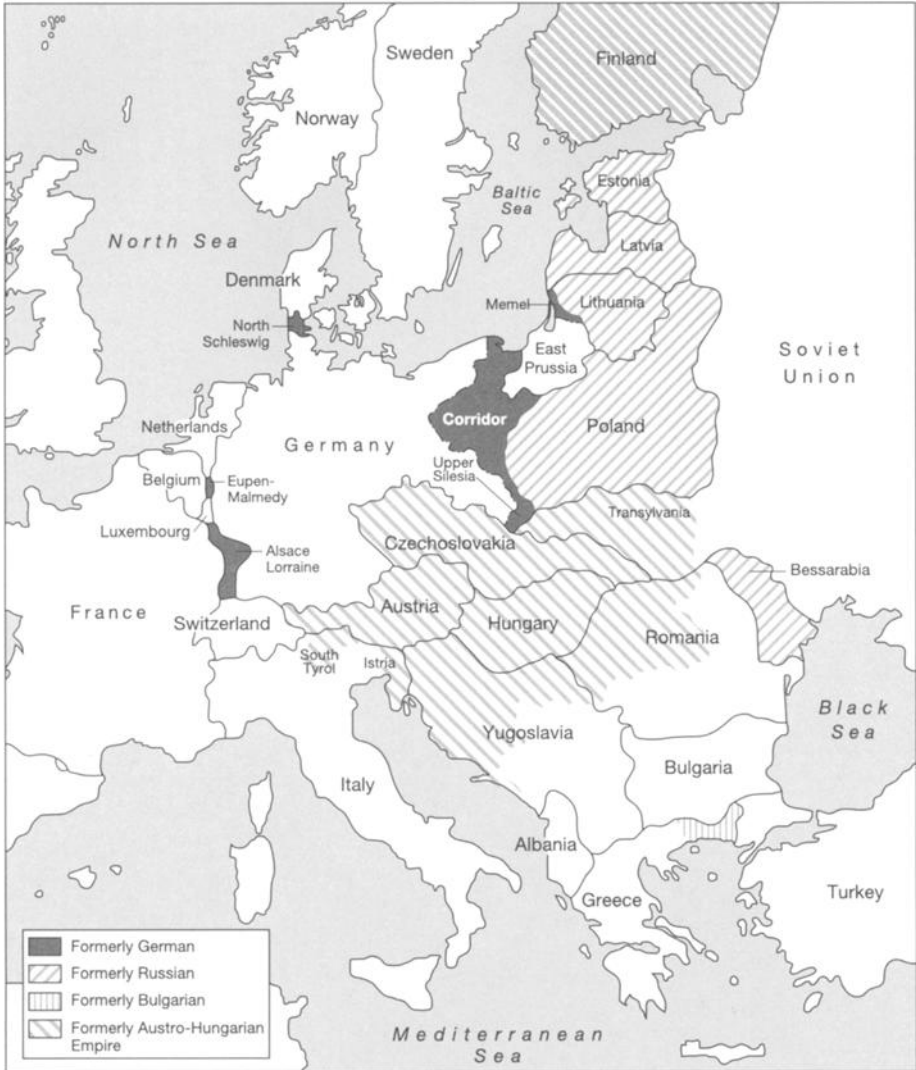 Sweden
Finland
Norway
Estonia
Baltic
Sea
North Sea
Latvia
Denmark
Memel
Lithuania
North
Schleswig
East
Prussia
Soviet
Union
Corridor
Netherlands
Poland
Germany
Upper
Silesia
Belgium
Eupen-
Malmedy
Transylvania
Luxembourg
Czechoslovakia
Alsace
Lorraine
Bessarabia
France
Austria
Switzerland
Hungary
Romania
South
Tyrol
Istria
Black
Sea
Yugoslavia
Bulgaria
Italy
Albania
Turkey
Greece
Formerly German
Formerly Russian
Formerly Bulgarian
Formerly Austro-Hungarian
Empire
Mediterranean
Sea